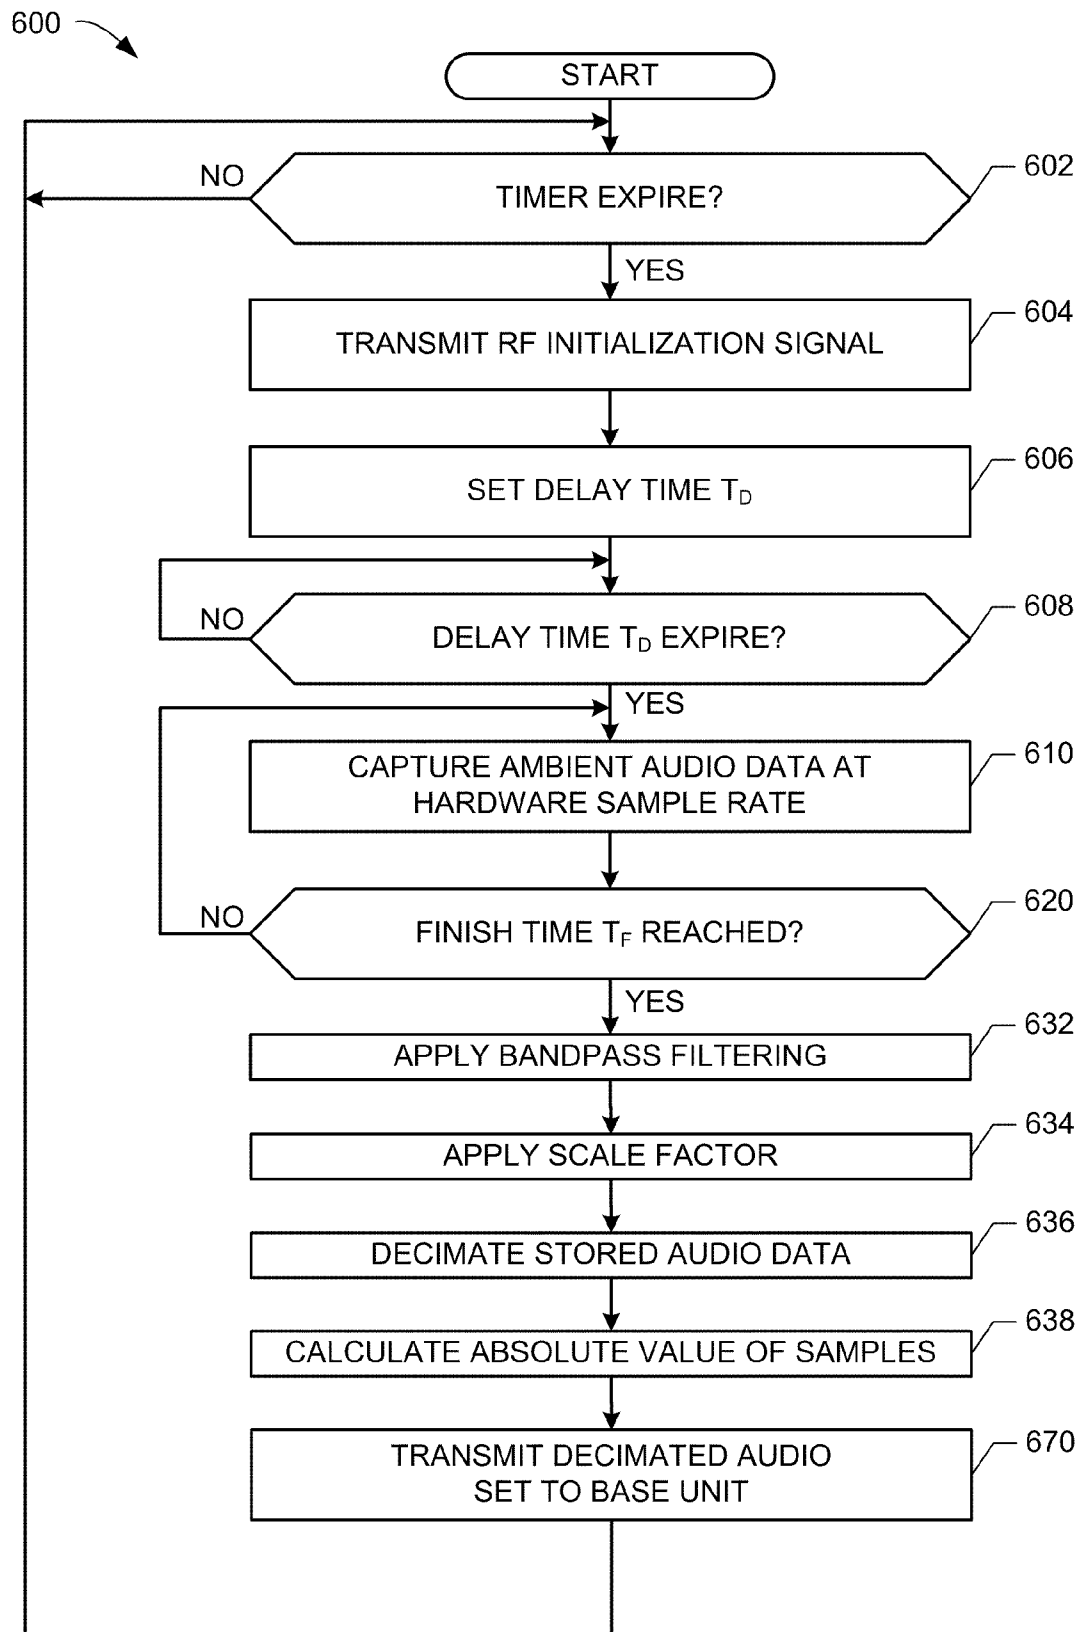 600
START
NO
602
TIMER EXPIRE?
YES
604
TRANSMIT RF INITIALIZATION SIGNAL
606
SET DELAY TIME T_D
608
NO
DELAY TIME T_D EXPIRE?
YES
610
CAPTURE AMBIENT AUDIO DATA AT
HARDWARE SAMPLE RATE
620
NO
FINISH TIME T_F REACHED?
YES
632
APPLY BANDPASS FILTERING
634
APPLY SCALE FACTOR
636
DECIMATE STORED AUDIO DATA
638
CALCULATE ABSOLUTE VALUE OF SAMPLES
670
TRANSMIT DECIMATED AUDIO
SET TO BASE UNIT